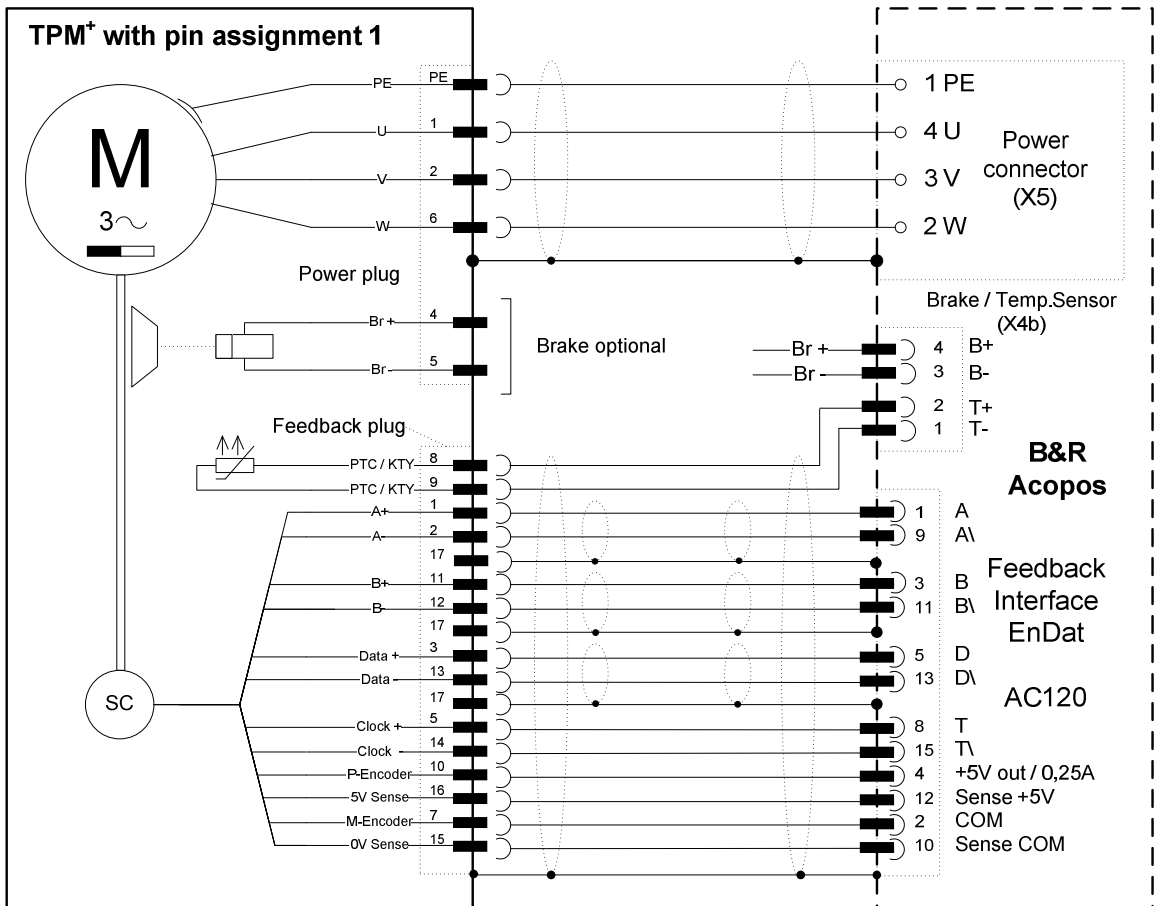 TPM+ with pin assignment 1
M
3
PE PE 1 PE
U 1 4 U
V 2 3 V
W 6 2 W
Power connector (X5)
Power plug
Br + 4
Br - 5
Brake optional
Brake / Temp.Sensor
(X4b)
Br + 4 B+
Br - 3 B-
2 T+
1 T-
Feedback plug
B&R
Acopos
PTC / KTY 8
PTC / KTY 9
A+ 1 1 A
A- 2 9 A\
17
B+ 11 3 B
B- 12 11 B\
17
Data + 3 5 D
Data - 13 13 D\
17
Clock + 5 8 T
Clock - 14 15 T\
P-Encoder 10 4 +5V out / 0,25A
5V Sense 16 12 Sense +5V
M-Encoder 7 2 COM
0V Sense 15 10 Sense COM
Feedback
Interface
EnDat
AC120
SC